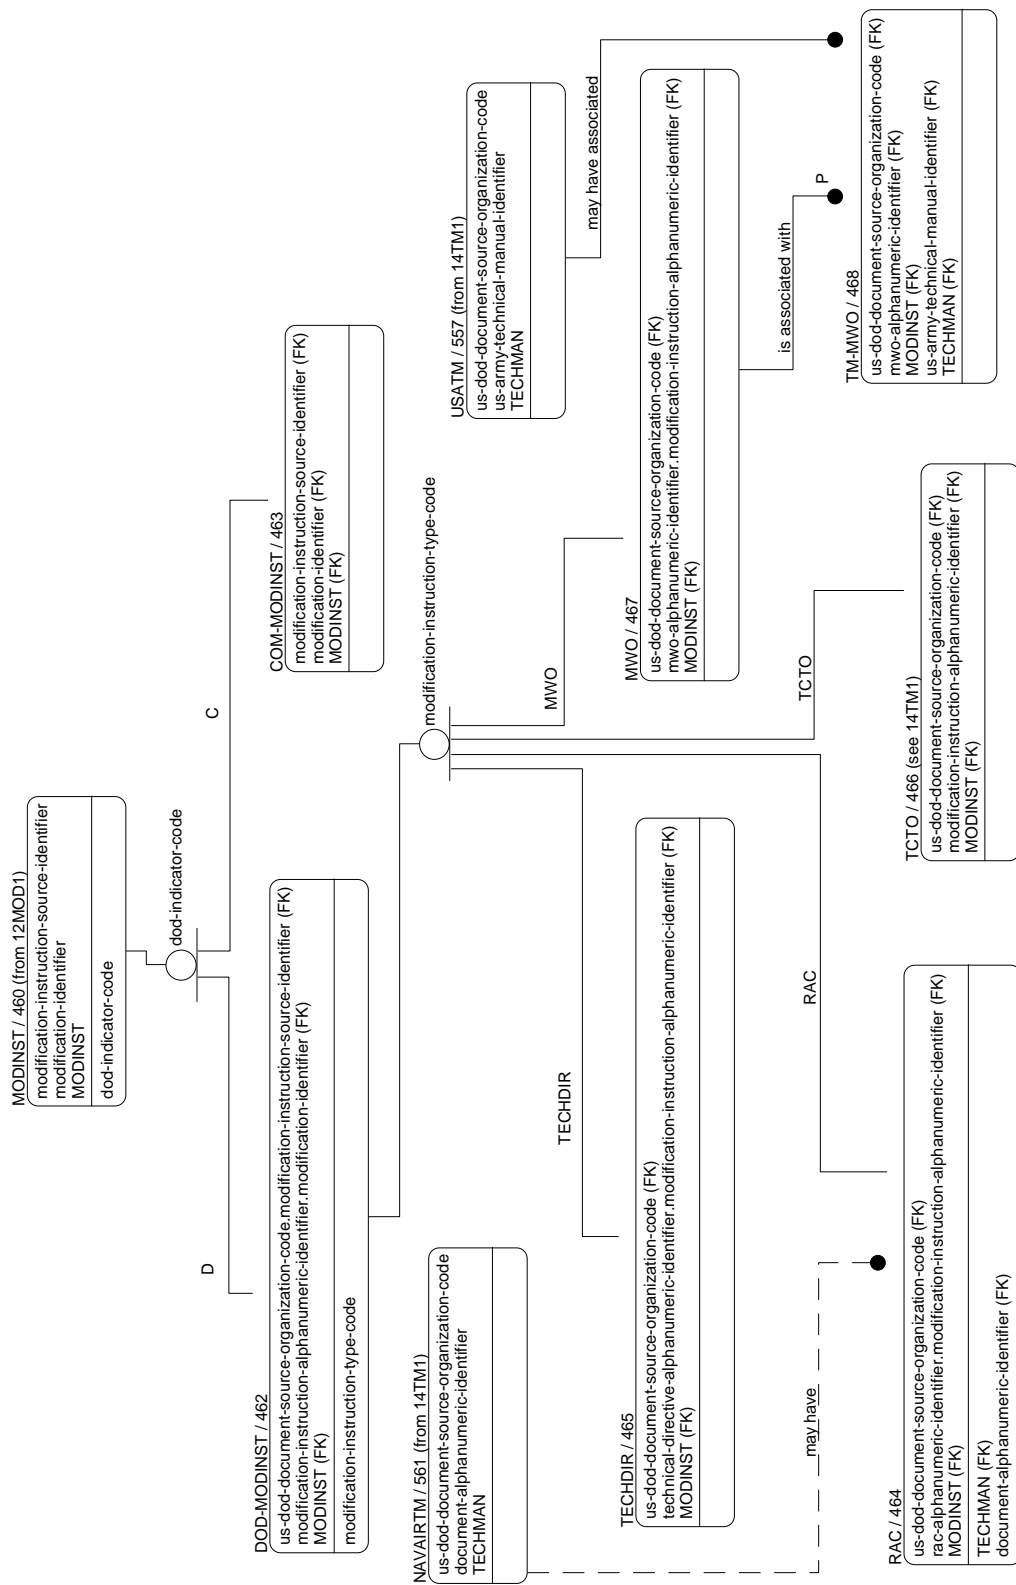 MODINST / 460 (from 12MOD1)
modification-instruction-source-identifier
modification-identifier
MODINST
dod-indicator-code
dod-indicator-code
D
C
DOD-MODINST / 462
us-dod-document-source-organization-code.modification-instruction-source-identifier (FK)
modification-instruction-alphanumeric-identifier.modification-identifier (FK)
MODINST (FK)
modification-instruction-type-code
COM-MODINST / 463
modification-instruction-source-identifier (FK)
modification-identifier (FK)
MODINST (FK)
modification-instruction-type-code
NAVAIRTM / 561 (from 14TM1)
us-dod-document-source-organization-code
document-alphanumeric-identifier
TECHMAN
USATM / 557 (from 14TM1)
us-dod-document-source-organization-code
us-army-technical-manual-identifier
TECHMAN
TECHDIR
MWO
may have associated
TECHDIR / 465
us-dod-document-source-organization-code (FK)
technical-directive-alphanumeric-identifier.modification-instruction-alphanumeric-identifier (FK)
MODINST (FK)
MWO / 467
us-dod-document-source-organization-code (FK)
mwo-alphanumeric-identifier.modification-instruction-alphanumeric-identifier (FK)
MODINST (FK)
may have
RAC
TCTO
is associated with
P
RAC / 464
us-dod-document-source-organization-code (FK)
rac-alphanumeric-identifier.modification-instruction-alphanumeric-identifier (FK)
MODINST (FK)
TECHMAN (FK)
document-alphanumeric-identifier (FK)
TCTO / 466 (see 14TM1)
us-dod-document-source-organization-code (FK)
modification-instruction-alphanumeric-identifier (FK)
MODINST (FK)
TM-MWO / 468
us-dod-document-source-organization-code (FK)
mwo-alphanumeric-identifier (FK)
MODINST (FK)
us-army-technical-manual-identifier (FK)
TECHMAN (FK)